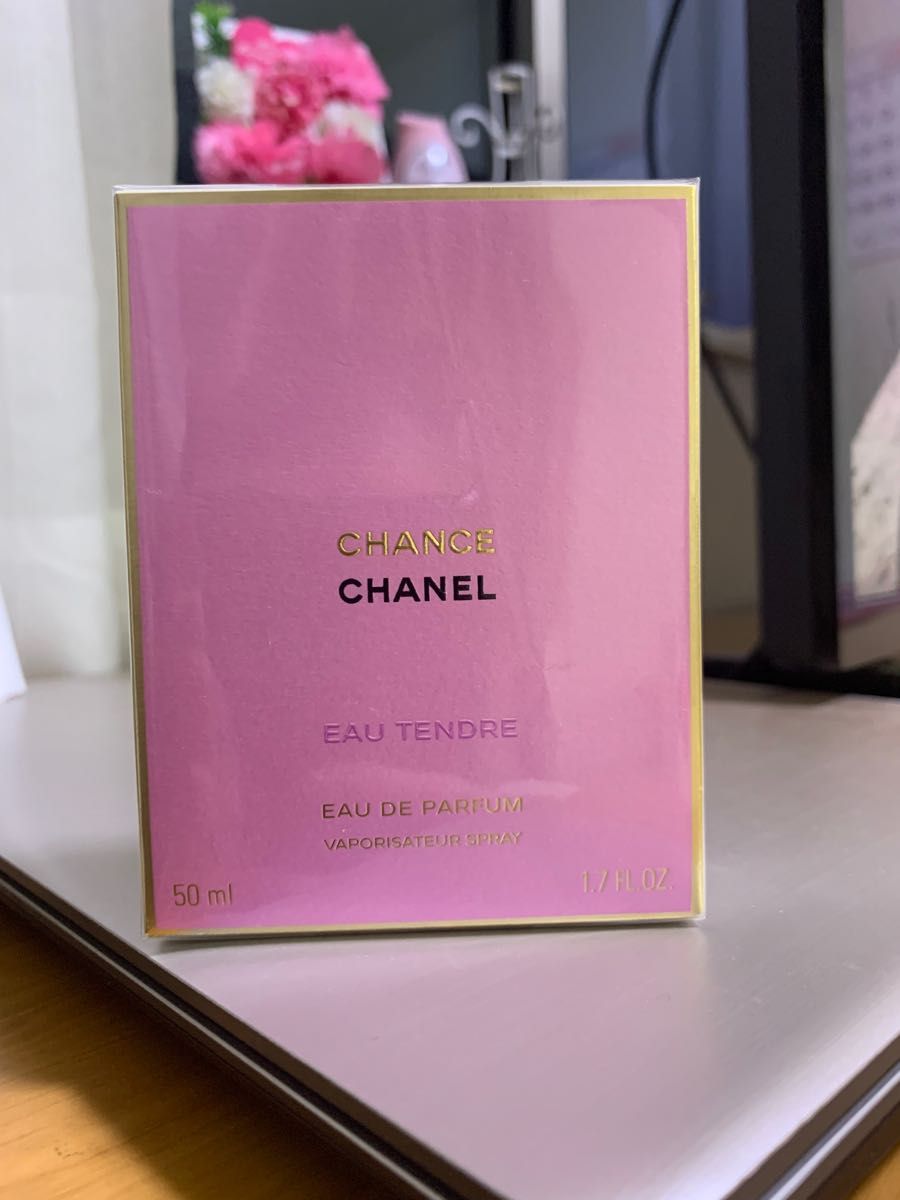 CHANCE
CHANEL
EAU TENDRE
EAU DE PARFUM
VAPORISATEUR SPRAY
50 ml
1.7 FL.OZ.